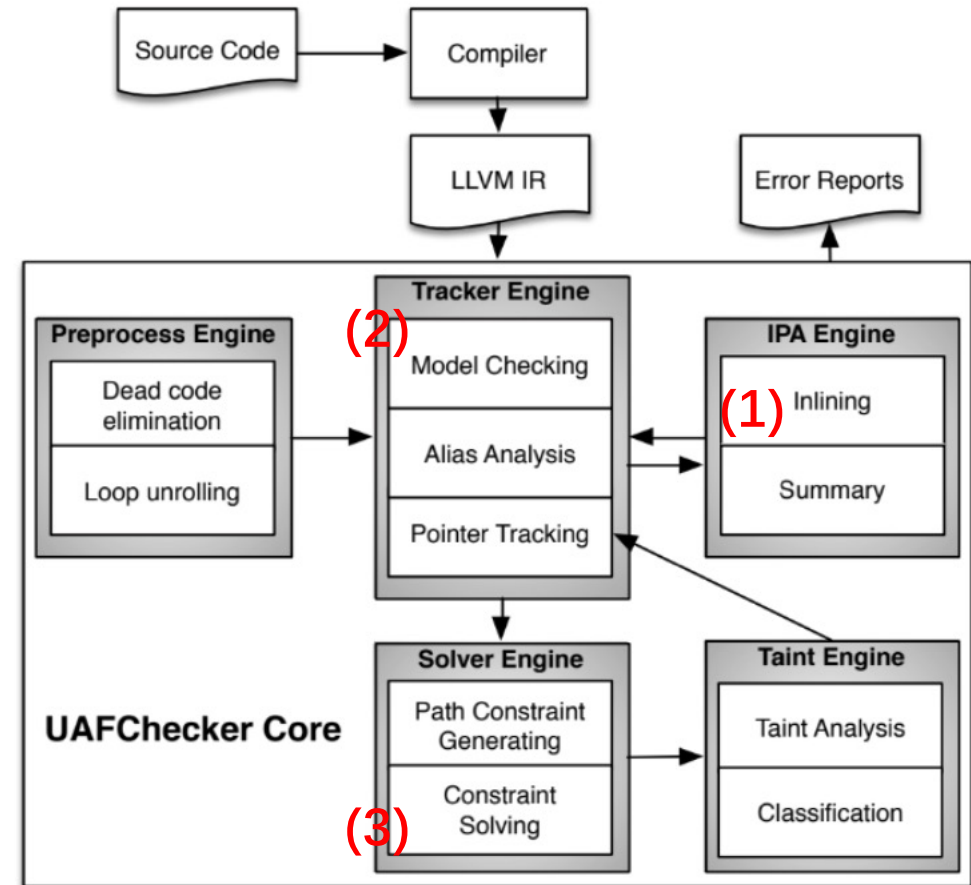 Source Code
Compiler
LLVM IR
Error Reports
Tracker Engine
(2)
Model Checking
Alias Analysis
Pointer Tracking
Preprocess Engine
Dead code
elimination
Loop unrolling
IPA Engine
(1)
Inlining
Summary
Solver Engine
Path Constraint
Generating
(3)
Constraint
Solving
Taint Engine
Taint Analysis
Classification
UAFChecker Core